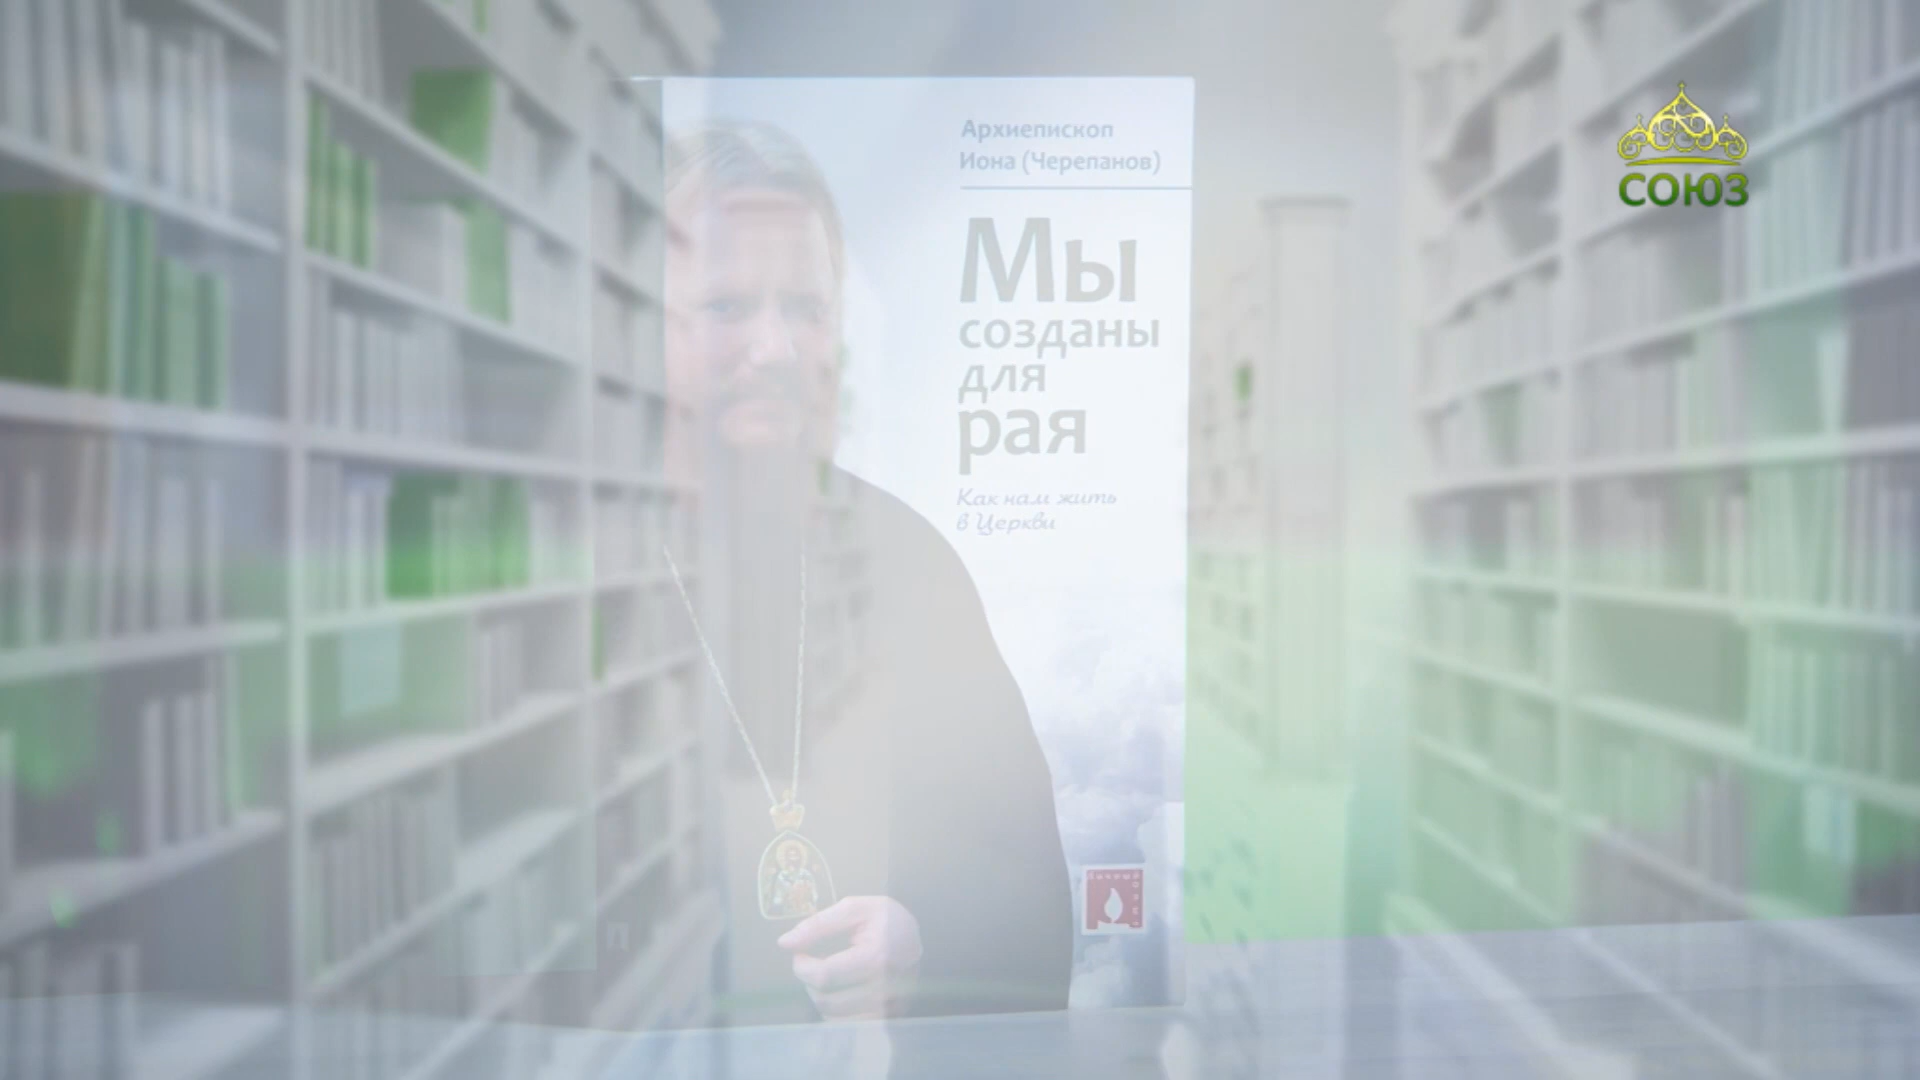 Архиепископ
Иона (Черепанов)
Мы
созданы
для
рая
Как нам жить
в Церкви
СОЮЗ